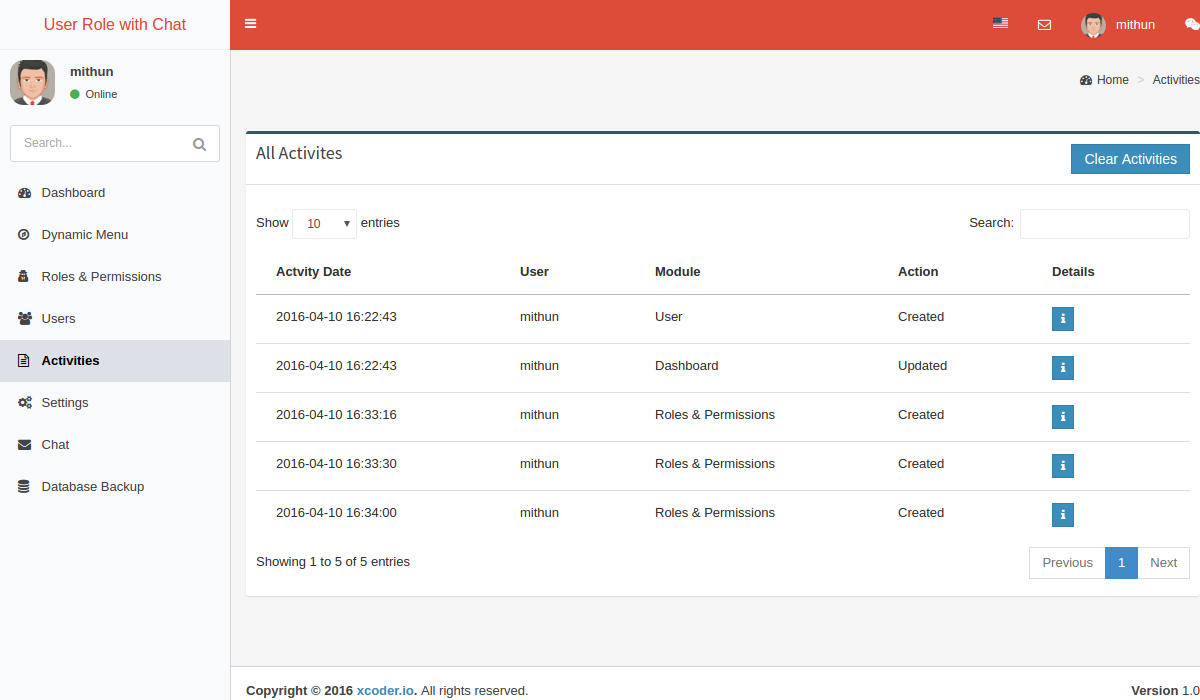 User Role with Chat
mithun
mithun
Online
Home > Activities
Search...
All Activites
Clear Activities
Dashboard
Dynamic Menu
Roles & Permissions
Users
Activities
Settings
Chat
Database Backup
Show 10 entries
Search:
Actvity Date User Module Action Details
2016-04-10 16:22:43 mithun User Created
2016-04-10 16:22:43 mithun Dashboard Updated
2016-04-10 16:33:16 mithun Roles & Permissions Created
2016-04-10 16:33:30 mithun Roles & Permissions Created
2016-04-10 16:34:00 mithun Roles & Permissions Created
Showing 1 to 5 of 5 entries
Previous 1 Next
Copyright © 2016 xcoder.io. All rights reserved.
Version 1.0